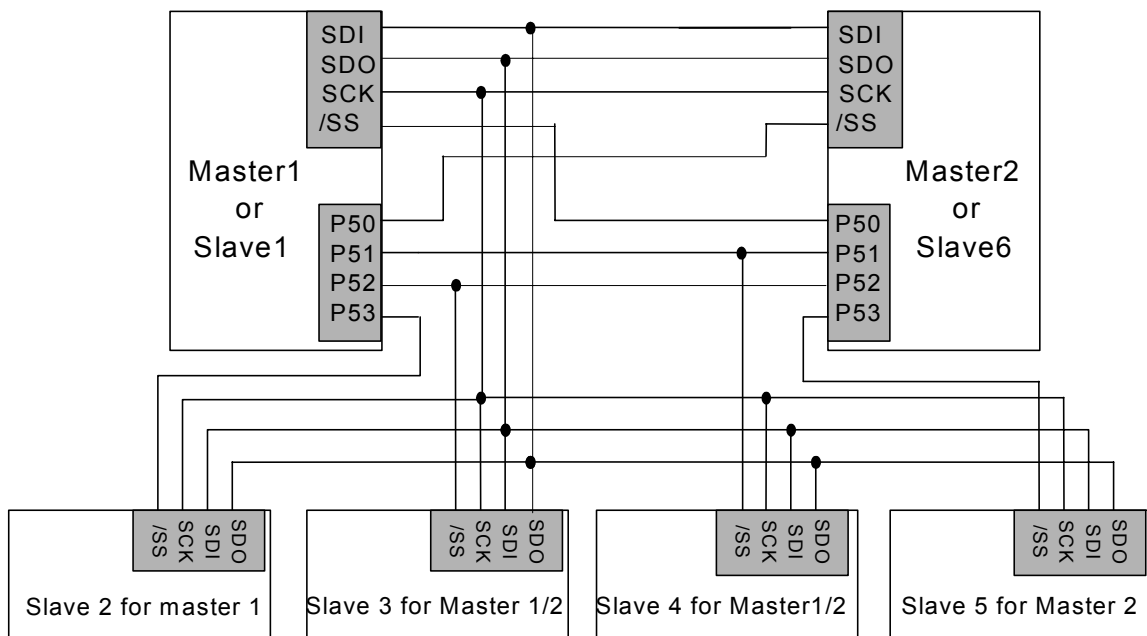 SDI
SDO
SCK
/SS
Master1
or
Slave1
P50
P51
P52
P53
SDI
SDO
SCK
/SS
Master2
or
Slave6
P50
P51
P52
P53
/SS
SCK
SDI
SDO
Slave 2 for master 1
/SS
SCK
SDI
SDO
Slave 3 for Master 1/2
/SS
SCK
SDI
SDO
Slave 4 for Master1/2
/SS
SCK
SDI
SDO
Slave 5 for Master 2